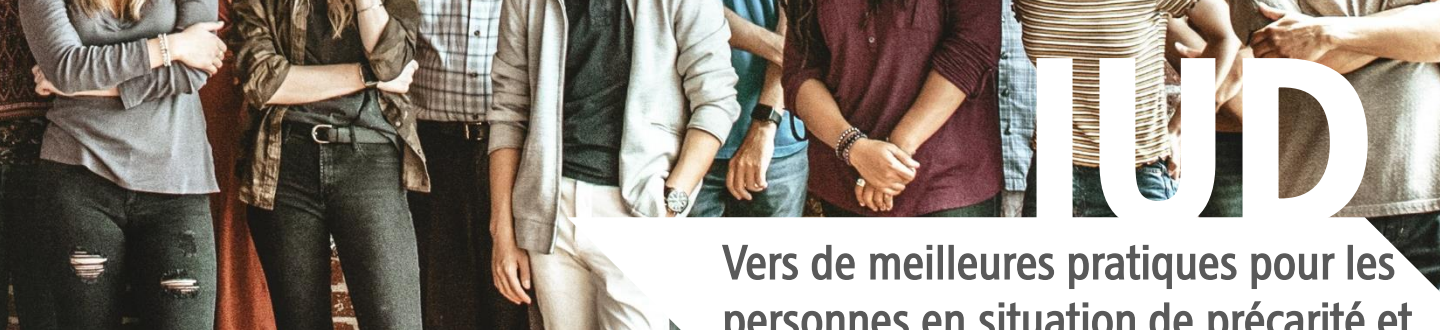 IUD
Vers de meilleures pratiques pour les
personnes en situation de précarité et